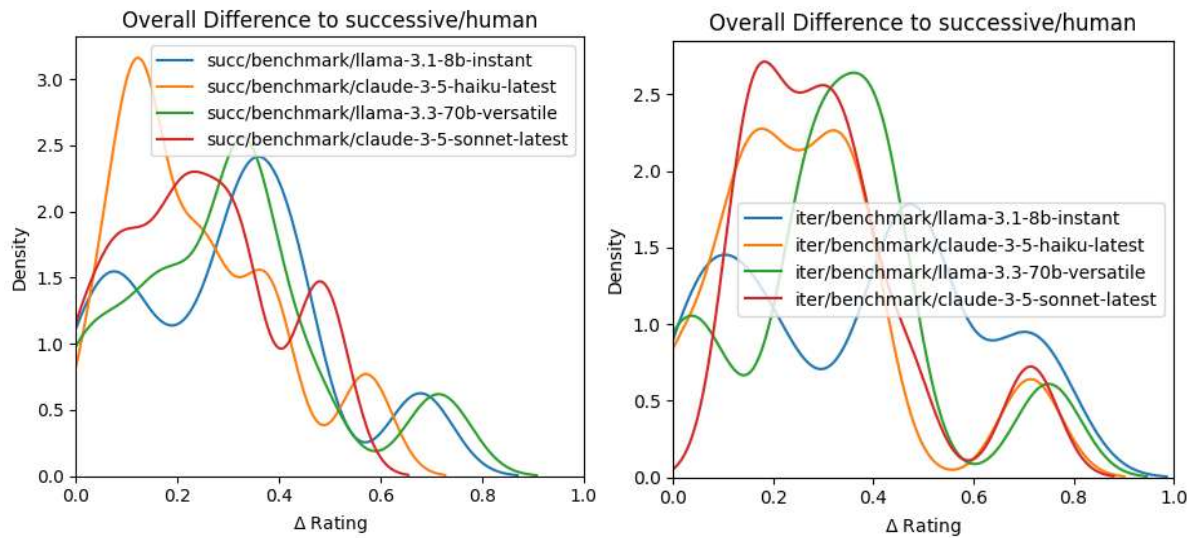 Overall Difference to successive/human
succ/benchmark/llama-3.1-8b-instant
succ/benchmark/claude-3-5-haiku-latest
succ/benchmark/llama-3.3-70b-versatile
succ/benchmark/claude-3-5-sonnet-latest
3.0
2.5
2.0
1.5
1.0
0.5
0.0
Density
0.0
0.2
0.4
0.6
0.8
1.0
Δ Rating
Overall Difference to successive/human
iter/benchmark/llama-3.1-8b-instant
iter/benchmark/claude-3-5-haiku-latest
iter/benchmark/llama-3.3-70b-versatile
iter/benchmark/claude-3-5-sonnet-latest
2.5
2.0
1.5
1.0
0.5
0.0
Density
0.0
0.2
0.4
0.6
0.8
1.0
Δ Rating